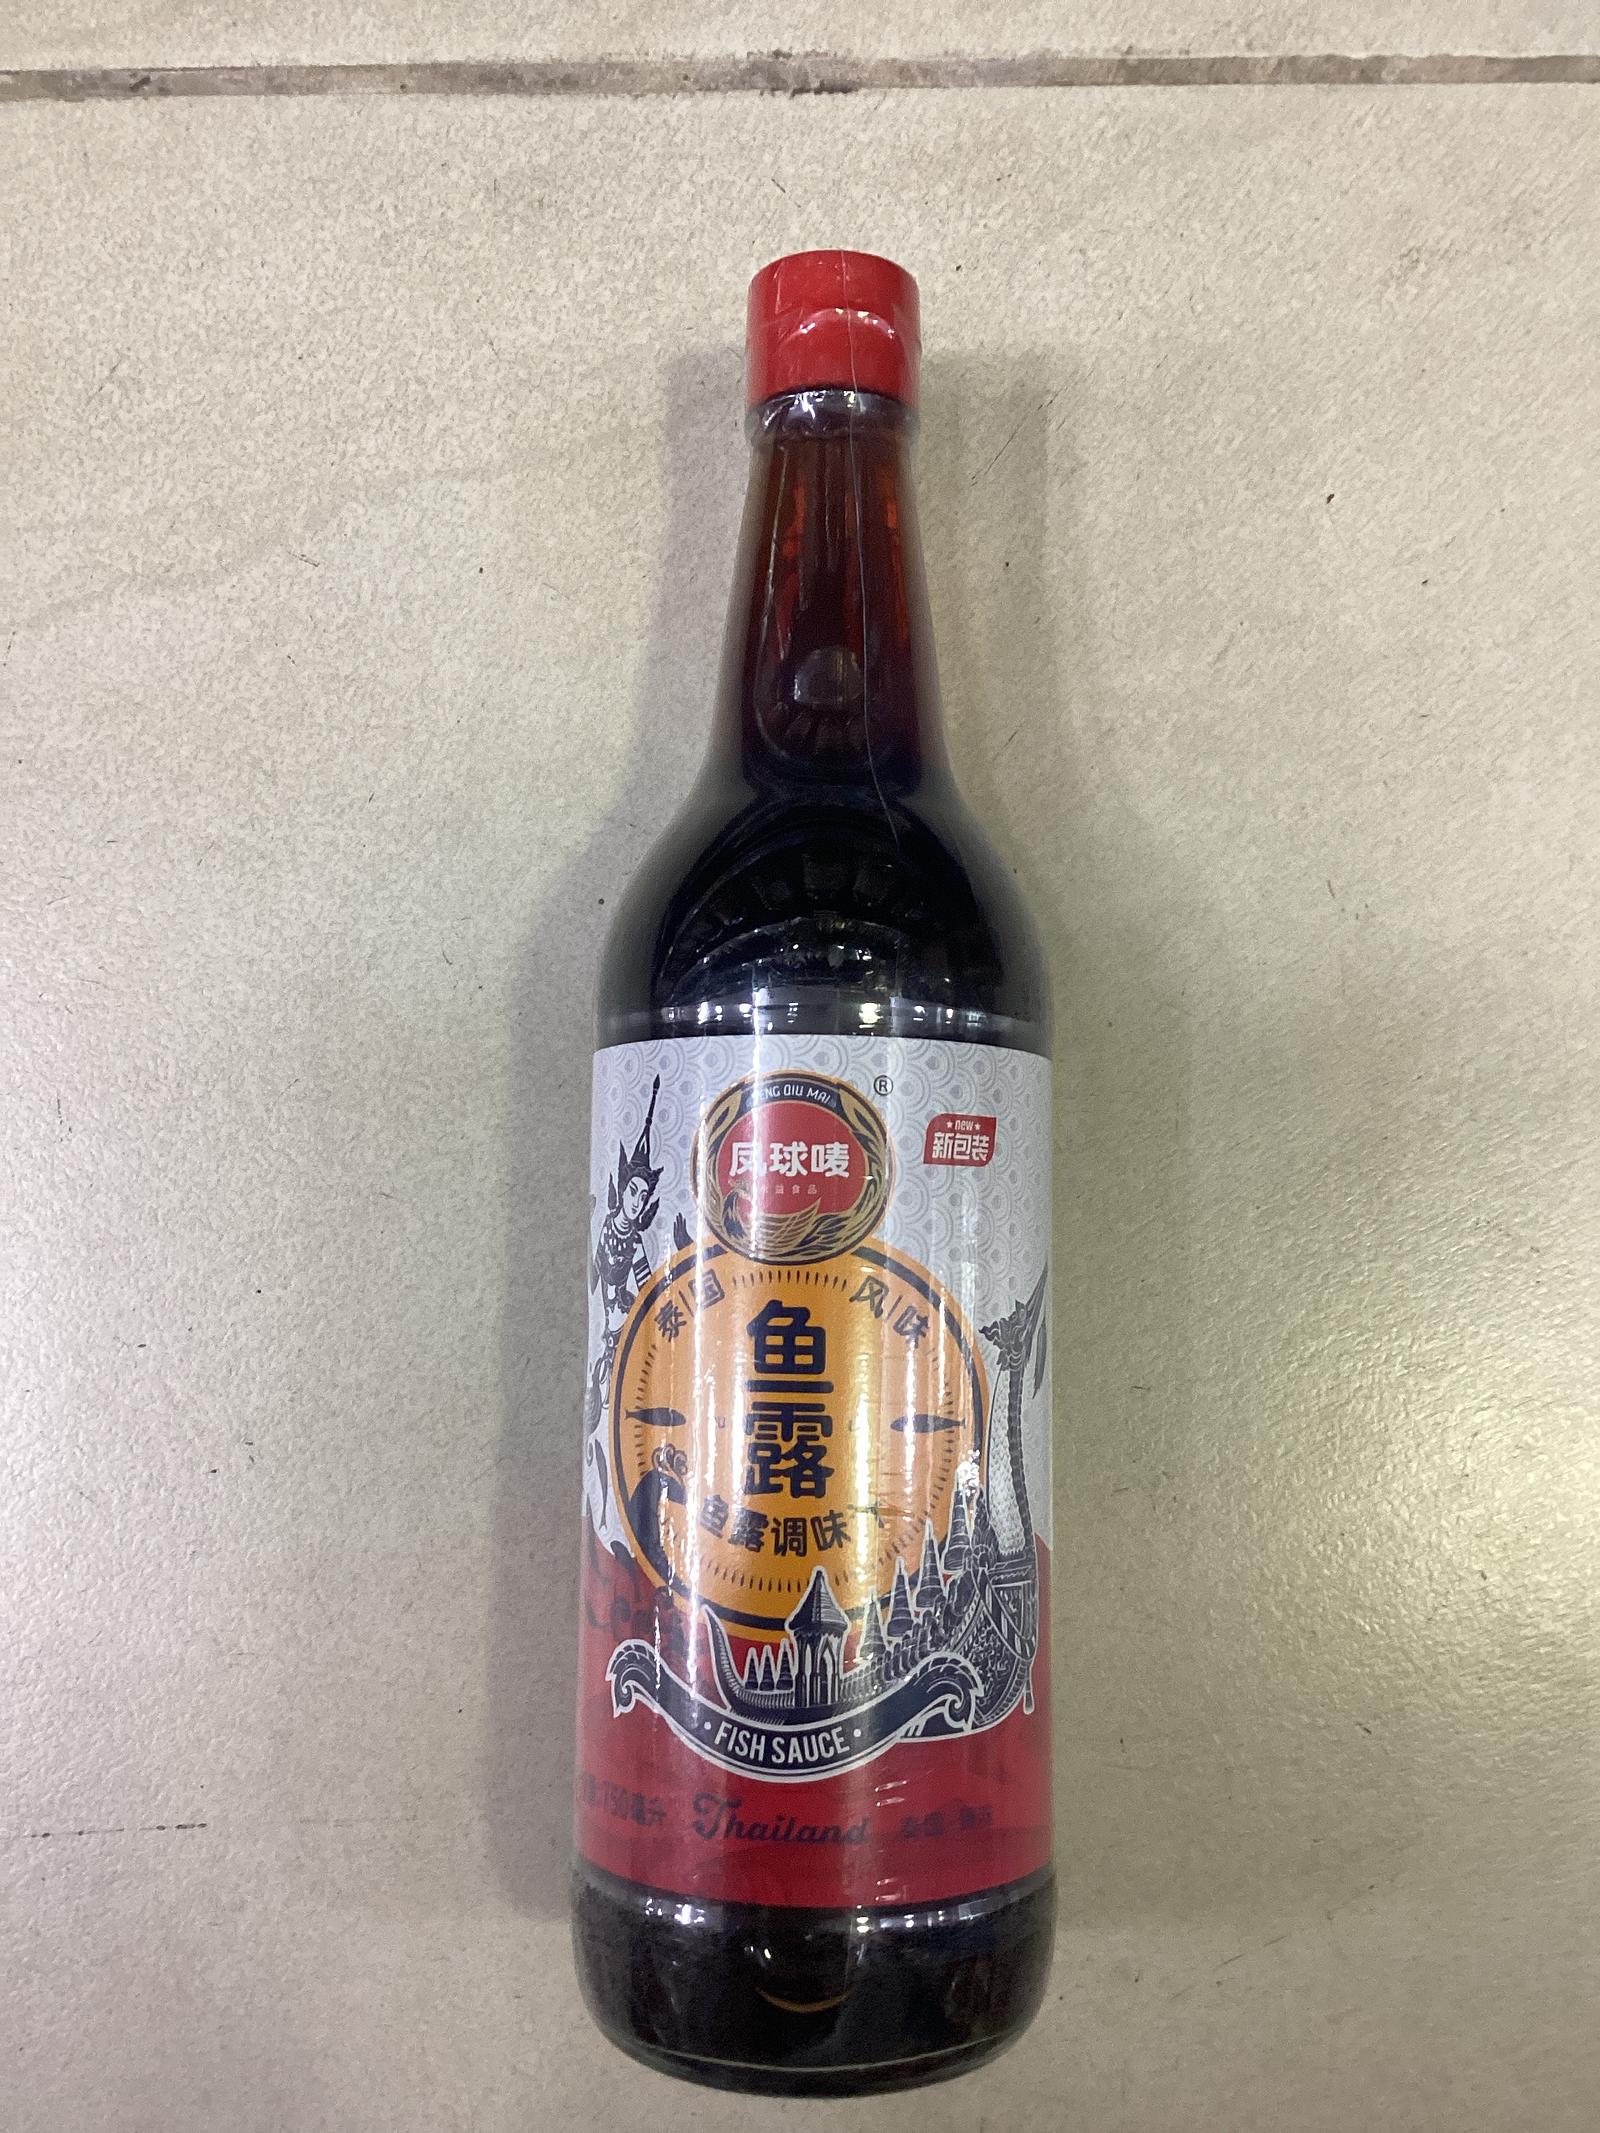 FENG QIU MAI
®
凤球唛
★ new ★
新包装
泰国 风味
鱼露
鱼露调味汁
• FISH SAUCE •
750毫升 Thailand